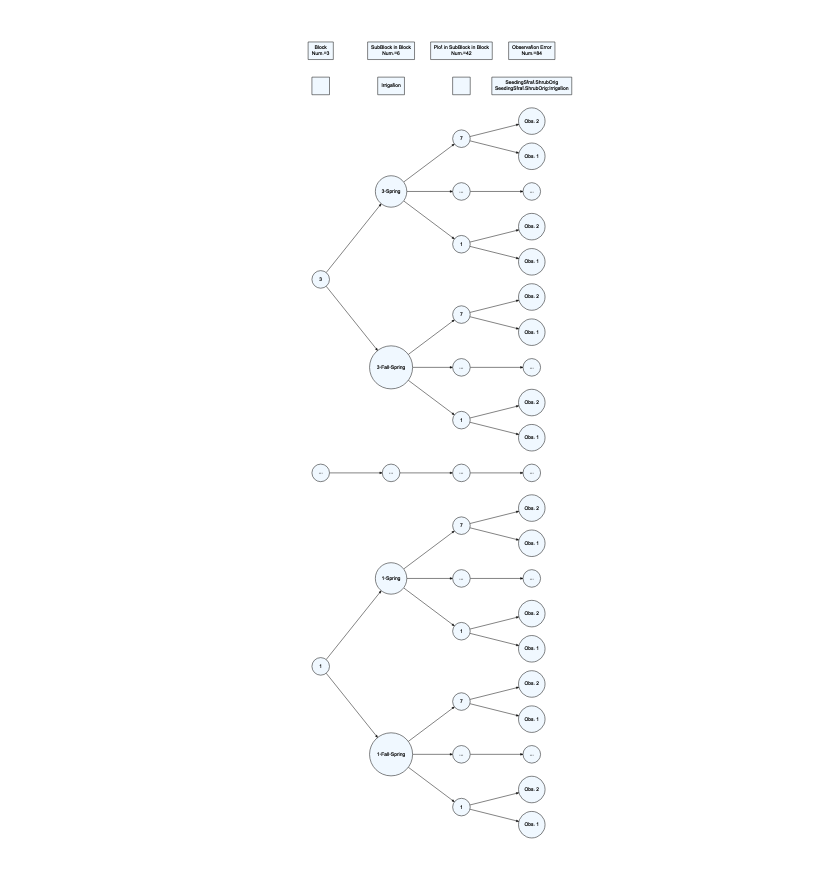 Block
Num.=3
SubBlock in Block
Num.=6
Plot in SubBlock in Block
Num.=42
Observation Error
Num.=84
Irrigation
SeedingStraf.ShrubOrig
SeedingStraf.ShrubOrig:Irrigation
Obs. 2
7
Obs. 1
3-Spring
...
...
Obs. 2
1
Obs. 1
3
Obs. 2
7
Obs. 1
3-Fall-Spring
...
...
Obs. 2
1
Obs. 1
...
...
...
...
Obs. 2
7
Obs. 1
1-Spring
...
...
Obs. 2
1
Obs. 1
1
Obs. 2
7
Obs. 1
1-Fall-Spring
...
...
Obs. 2
1
Obs. 1